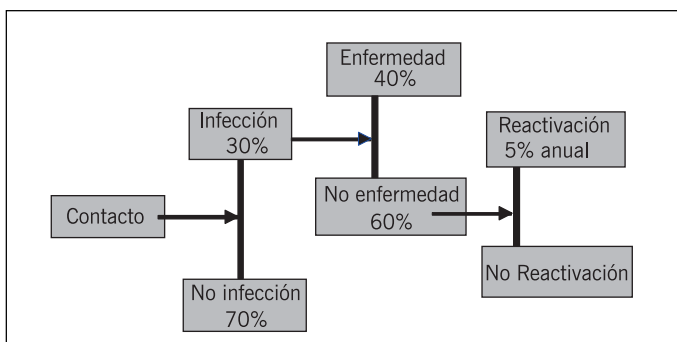 Contacto
Infección
30%
No infección
70%
Enfermedad
40%
No enfermedad
60%
Reactivación
5% anual
No Reactivación